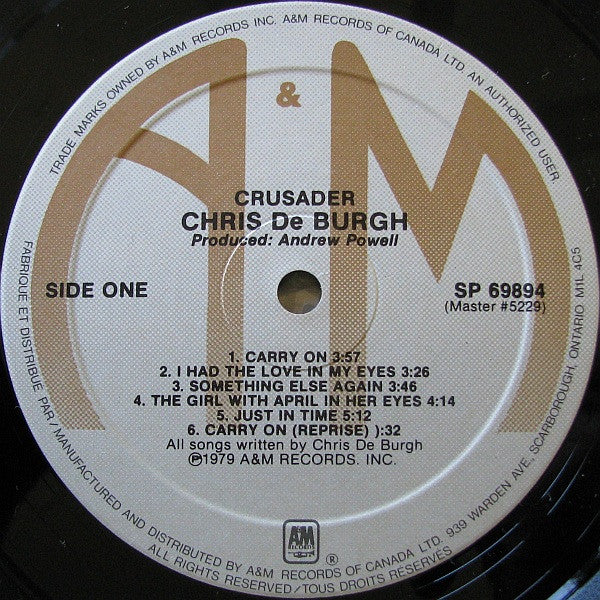 TRADE MARKS OWNED BY A&M RECORDS INC. A&M RECORDS OF CANADA LTD AN AUTHORIZED USER
A & M
CRUSADER
CHRIS De BURGH
Produced: Andrew Powell
SIDE ONE
SP 69894
(Master #5229)
1. CARRY ON 3:57
2. I HAD THE LOVE IN MY EYES 3:26
3. SOMETHING ELSE AGAIN 3:46
4. THE GIRL WITH APRIL IN HER EYES 4:14
5. JUST IN TIME 5:12
6. CARRY ON (REPRISE) ):32
All songs written by Chris De Burgh
Ⓟ1979 A&M RECORDS. INC.
A&M
RECORDS
®
FABRIQUE ET DISTRIBUE PAR / MANUFACTURED AND DISTRIBUTED BY A&M RECORDS OF CANADA LTD. 939 WARDEN AVE, SCARBOROUGH, ONTARIO M1L 4C5
ALL RIGHTS RESERVED/TOUS DROITS RESERVES